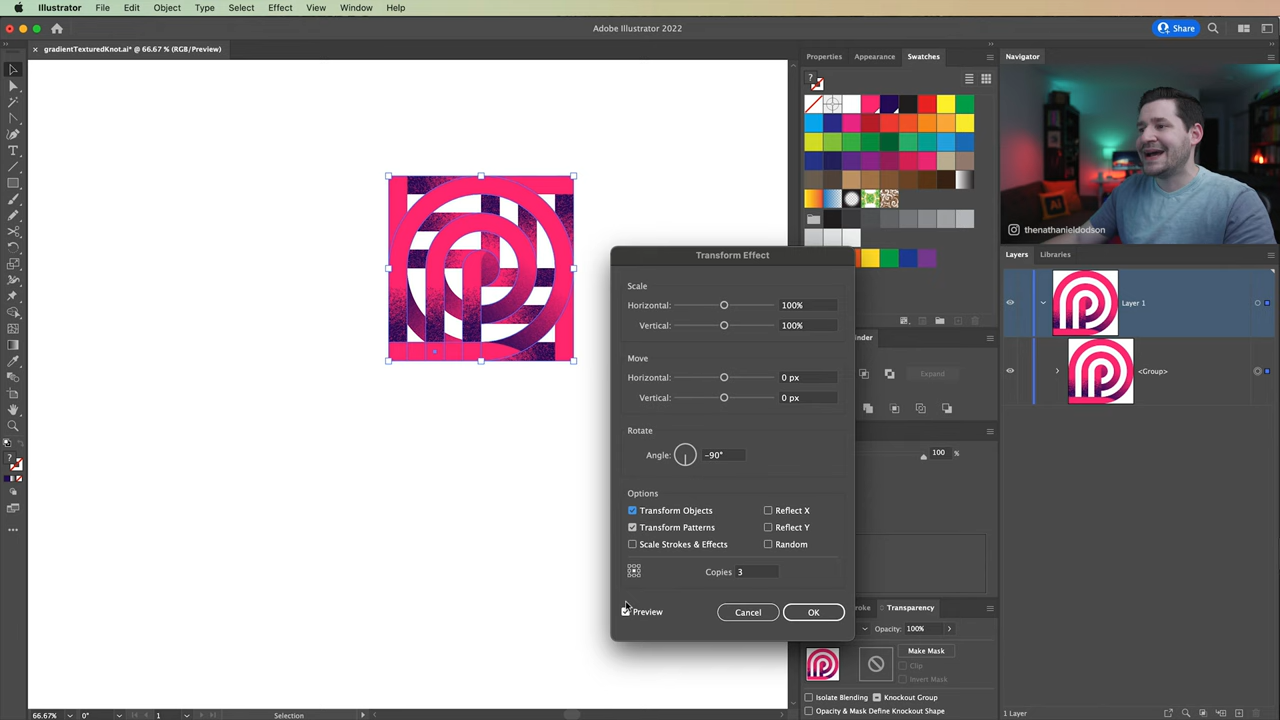 Illustrator File Edit Object Type Select Effect View Window Help
Adobe Illustrator 2022
Share
× gradientTexturedKnot.ai* @ 66.67 % (RGB/Preview)
Properties Appearance Swatches
Navigator
thenathanieldodson
Transform Effect
Scale
Horizontal: 100%
Vertical: 100%
Move
Horizontal: 0 px
Vertical: 0 px
Rotate
Angle: -90°
Options
Transform Objects Reflect X
Transform Patterns Reflect Y
Scale Strokes & Effects Random
Copies 3
Preview Cancel OK
Layers Libraries
Layer 1
<Group>
inder
Expand
100 %
roke Transparency
Opacity: 100%
Make Mask
Clip
Invert Mask
Isolate Blending Knockout Group
Opacity & Mask Define Knockout Shape
66.67% 0° 1 Selection
1 Layer